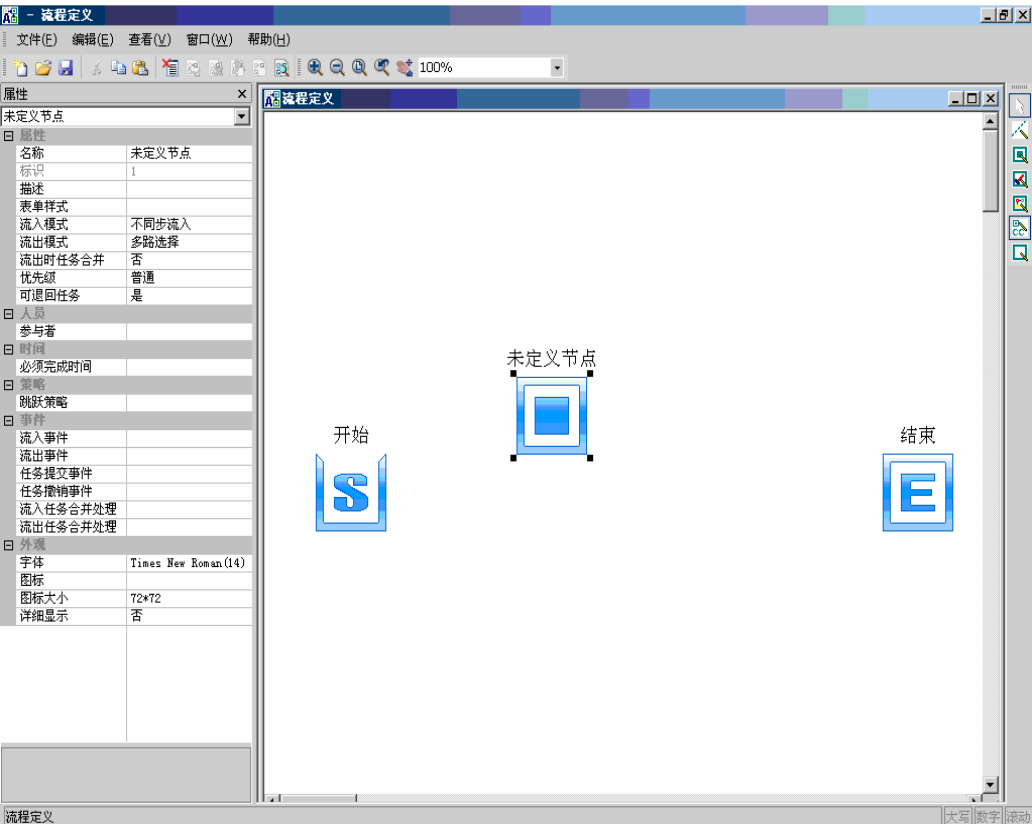 - 流程定义
文件(F) 编辑(E) 查看(V) 窗口(W) 帮助(H)
100%
属性
未定义节点
属性
名称 未定义节点
标识 1
描述
表单样式
流入模式 不同步流入
流出模式 多路选择
流出时任务合并 否
优先级 普通
可退回任务 是
人员
参与者
时间
必须完成时间
策略
跳跃策略
事件
流入事件
流出事件
任务提交事件
任务撤销事件
流入任务合并处理
流出任务合并处理
外观
字体 Times New Roman(14)
图标
图标大小 72*72
详细显示 否
流程定义
未定义节点
开始
S
结束
E
CC
流程定义
大写 数字 滚动